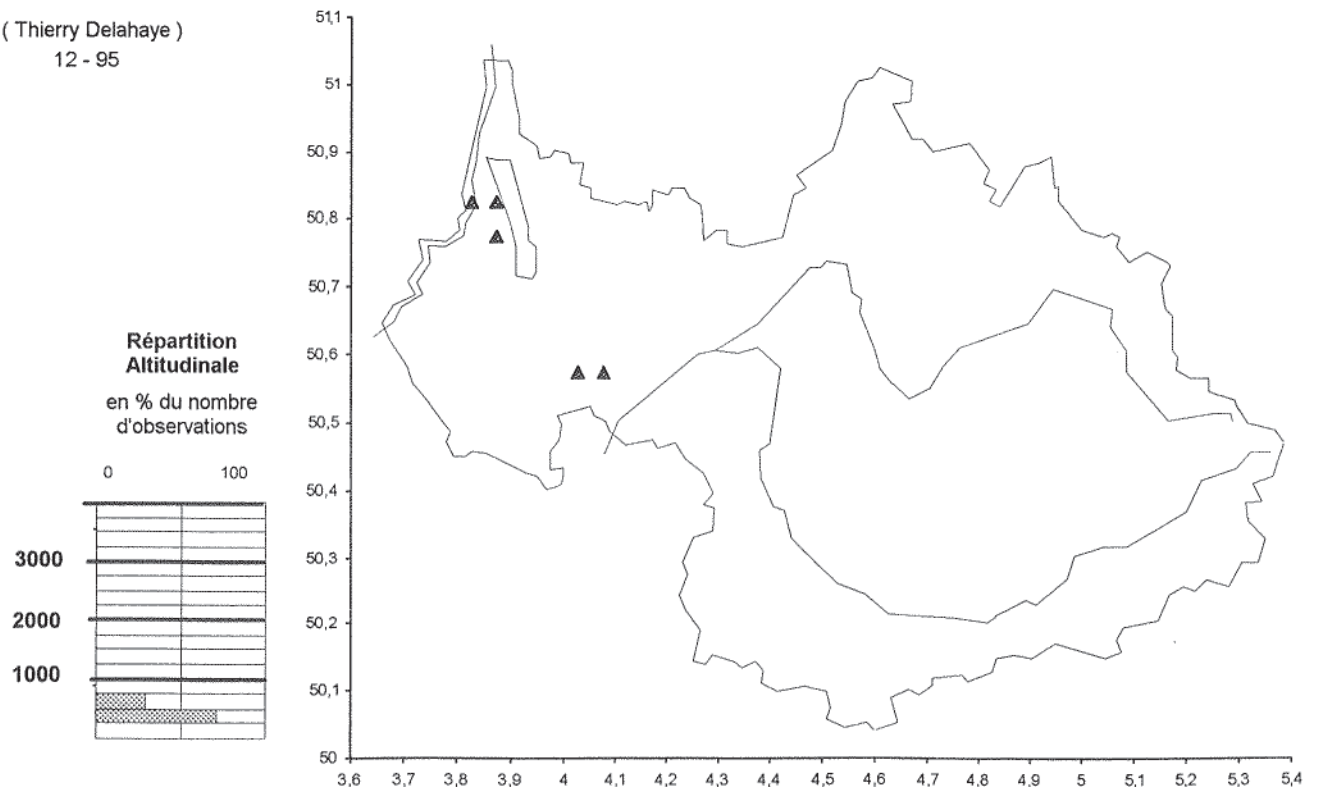 ( Thierry Delahaye )
12 - 95
Répartition
Altitudinale
en % du nombre
d'observations
0 100
3000
2000
1000
51,1
51
50,9
50,8
50,7
50,6
50,5
50,4
50,3
50,2
50,1
50
3,6 3,7 3,8 3,9 4 4,1 4,2 4,3 4,4 4,5 4,6 4,7 4,8 4,9 5 5,1 5,2 5,3 5,4